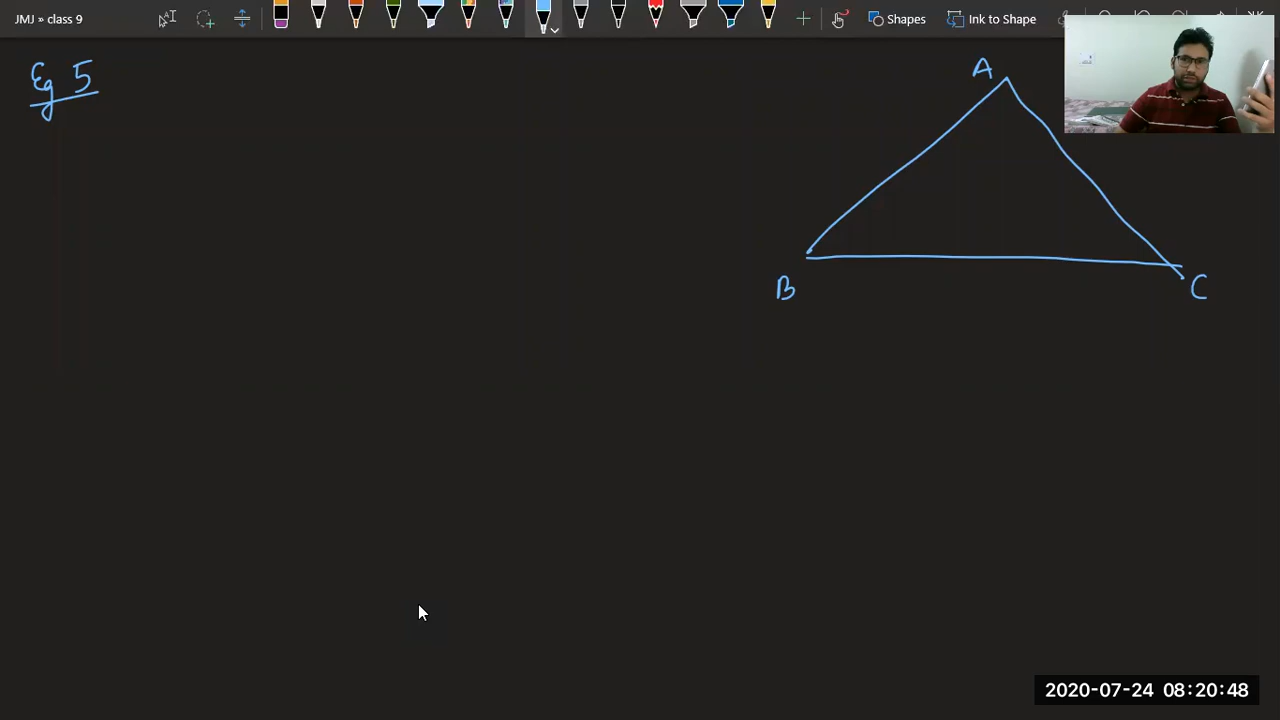 JMJ » class 9
Shapes
Ink to Shape
Eg 5
A
B
C
2020-07-24 08:20:48